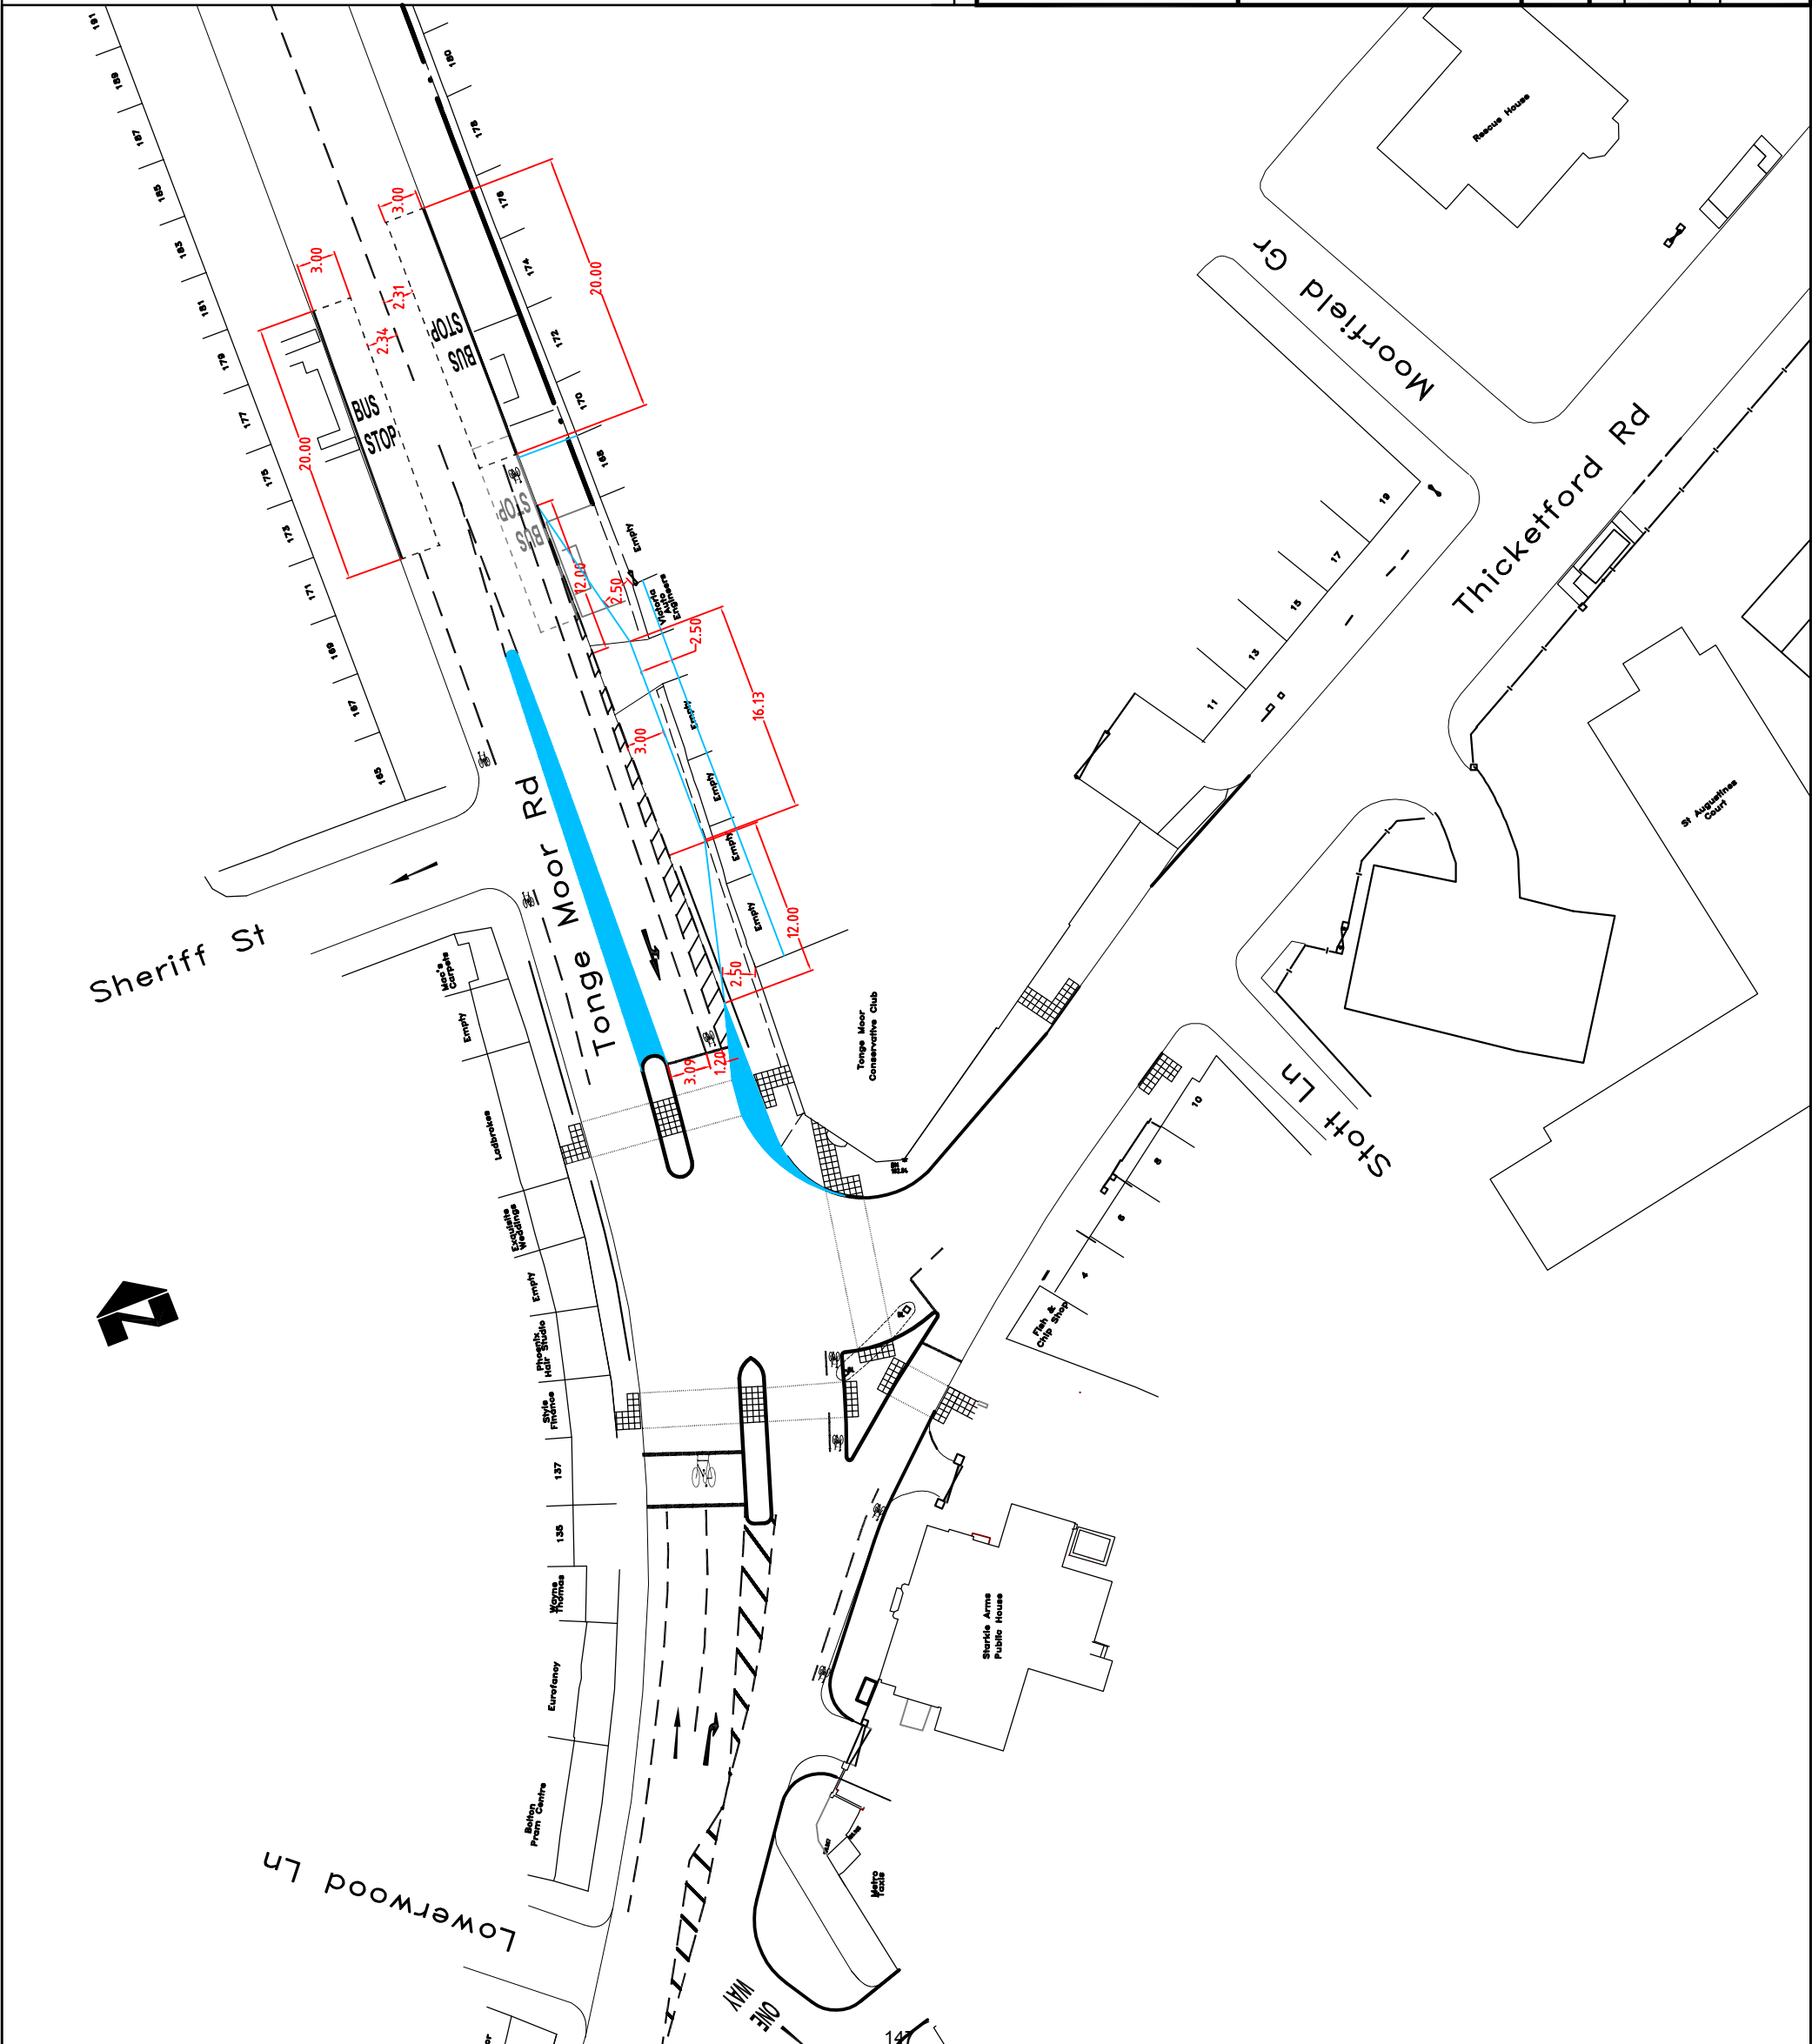 191
189
187
185
183
181
179
177
175
173
171
169
167
165
180
178
176
174
172
170
168
3.00
3.00
2.31
2.34
20.00
20.00
BUS
STOP
BUS
STOP
BUS
STOP
Empty
Victoria
Auto
Engineers
12.00
2.50
2.50
16.13
3.00
Empty
Empty
Empty
Empty
12.00
2.50
3.09
1.20
Tonge Moor Rd
Sheriff St
Mac's
Carpets
Empty
Ladbrokes
Exquisite
Weddings
Empty
Phoenix
Hair Studio
Style
Finance
137
135
Wayne
Thomas
Eurofancy
Bolton
Pram Centre
Lowerwood Ln
Tonge Moor
Conservative Club
Rescue House
Moorfield Gr
Thicketford Rd
19
17
15
13
11
St Augustines
Court
Stott Ln
10
8
6
4
Fish &
Chip Shop
Starkie Arms
Public House
Metro
Taxis
ONE
WAY
147
N